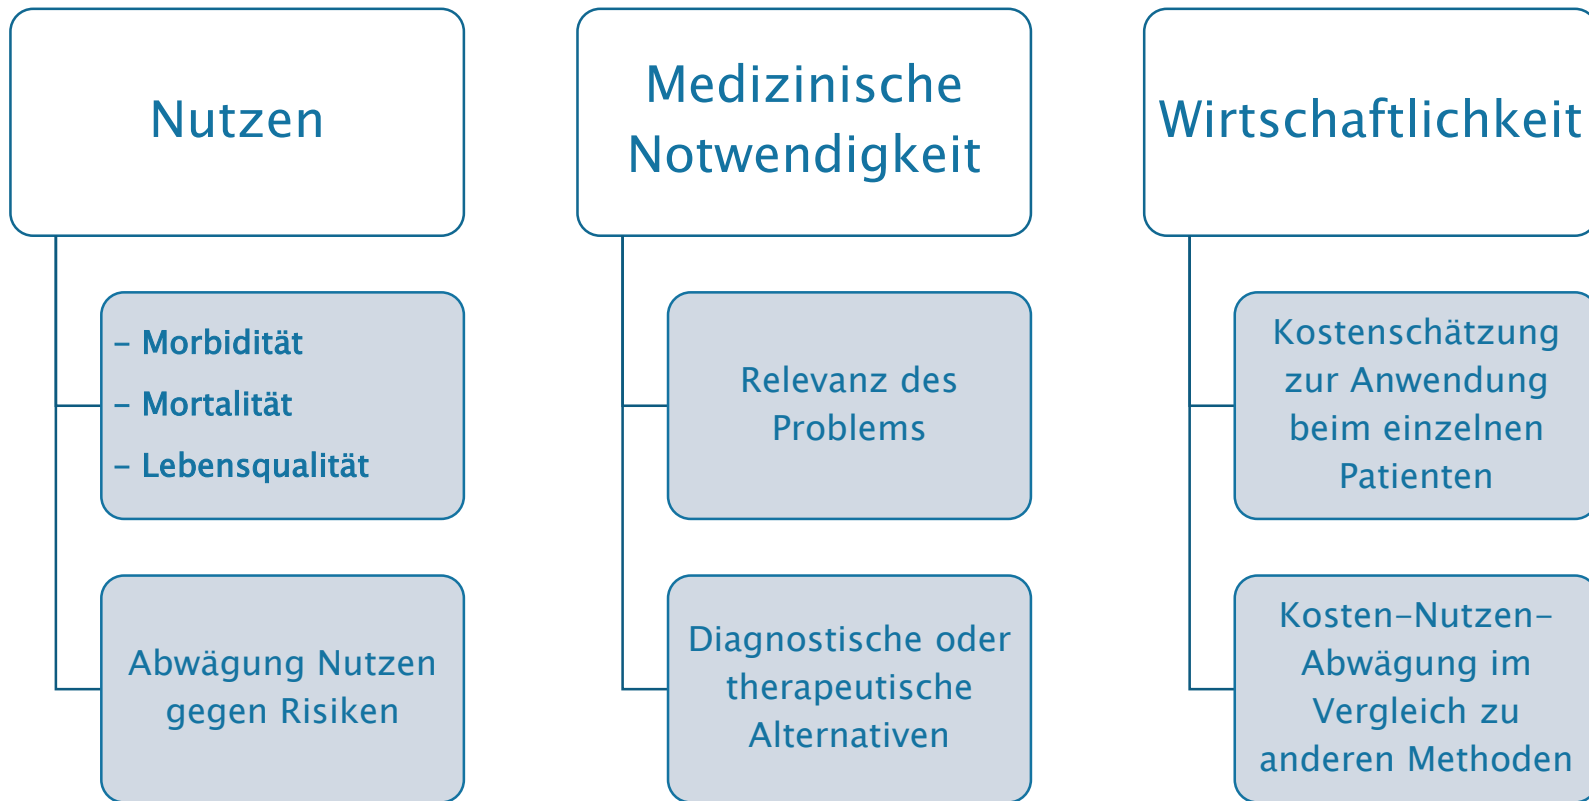 Nutzen
– Morbidität
– Mortalität
– Lebensqualität
Abwägung Nutzen
gegen Risiken
Medizinische
Notwendigkeit
Relevanz des
Problems
Diagnostische oder
therapeutische
Alternativen
Wirtschaftlichkeit
Kostenschätzung
zur Anwendung
beim einzelnen
Patienten
Kosten–Nutzen–
Abwägung im
Vergleich zu
anderen Methoden